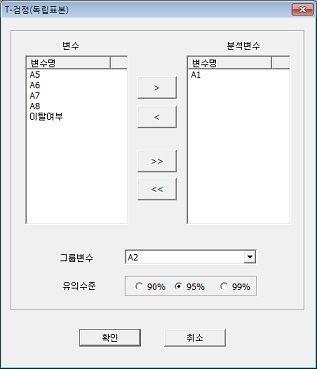 T-검정(독립표본)
변수
분석변수
변수명
변수명
A5
A6
A7
A8
이탈여부
A1
>
<
>>
<<
그룹변수
A2
유의수준
90%
95%
99%
확인
취소